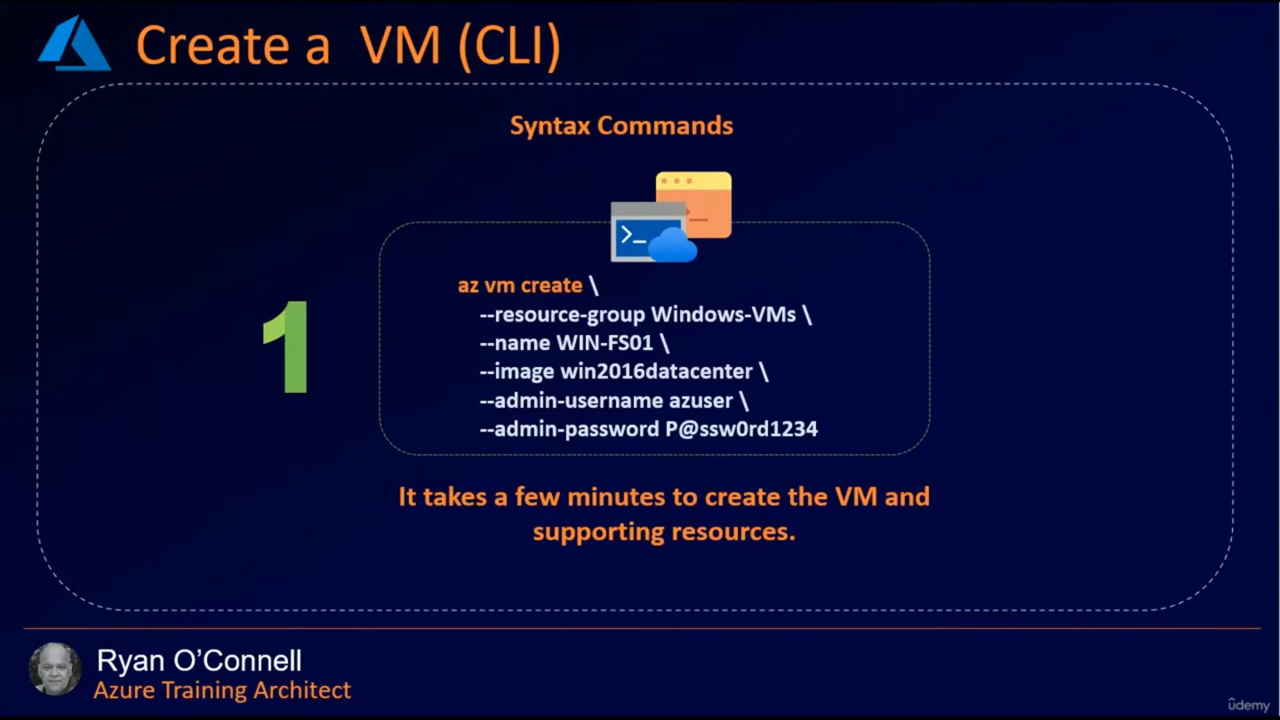 Create a VM (CLI)
Syntax Commands
1
az vm create \
--resource-group Windows-VMs \
--name WIN-FS01 \
--image win2016datacenter \
--admin-username azuser \
--admin-password P@ssw0rd1234
It takes a few minutes to create the VM and
supporting resources.
Ryan O’Connell
Azure Training Architect
ûdemy